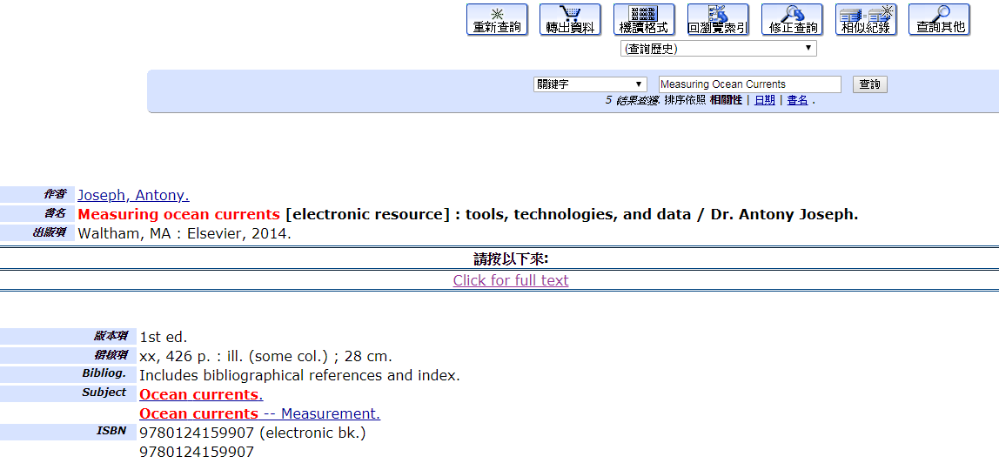 重新查詢 轉出資料 機讀格式 回瀏覽索引 修正查詢 相似紀錄 查詢其他
(查詢歷史)
關鍵字 Measuring Ocean Currents 查詢
5 結果查獲. 排序依照 相關性 | 日期 | 書名 .
作者 Joseph, Antony.
書名 Measuring ocean currents [electronic resource] : tools, technologies, and data / Dr. Antony Joseph.
出版項 Waltham, MA : Elsevier, 2014.
請按以下來:
Click for full text
版本項 1st ed.
稽核項 xx, 426 p. : ill. (some col.) ; 28 cm.
Bibliog. Includes bibliographical references and index.
Subject Ocean currents.
Ocean currents -- Measurement.
ISBN 9780124159907 (electronic bk.)
9780124159907